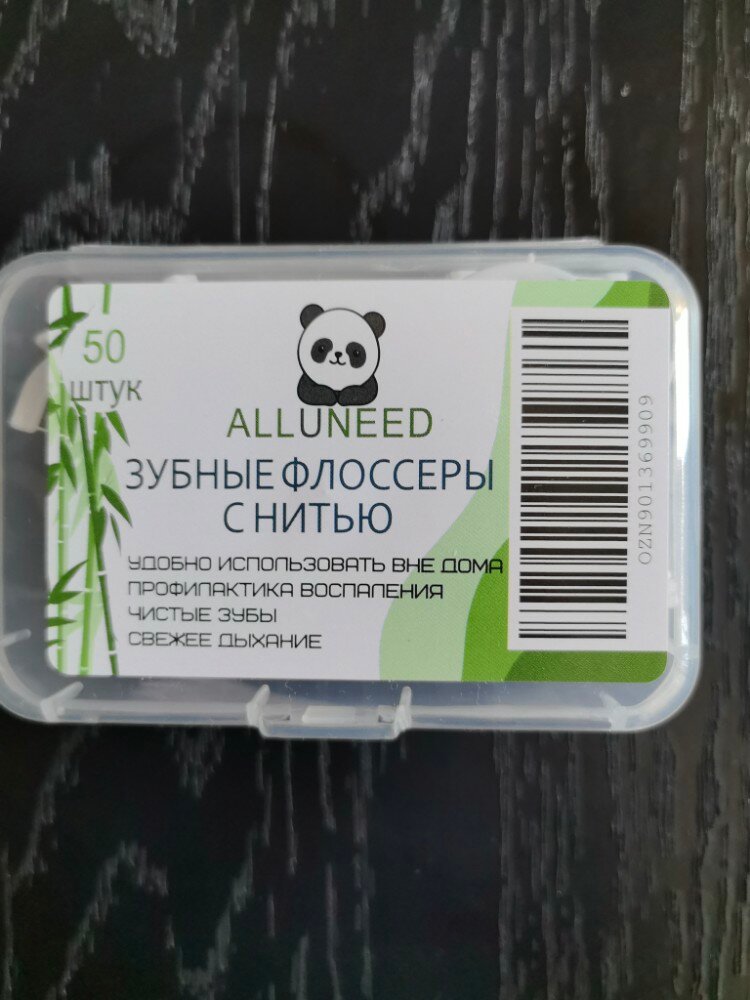 50
штук
ALLUNEED
ЗУБНЫЕ ФЛОССЕРЫ
С НИТЬЮ
УДОБНО ИСПОЛЬЗОВАТЬ ВНЕ ДОМА
ПРОФИЛАКТИКА ВОСПАЛЕНИЯ
ЧИСТЫЕ ЗУБЫ
СВЕЖЕЕ ДЫХАНИЕ
OZN901369909